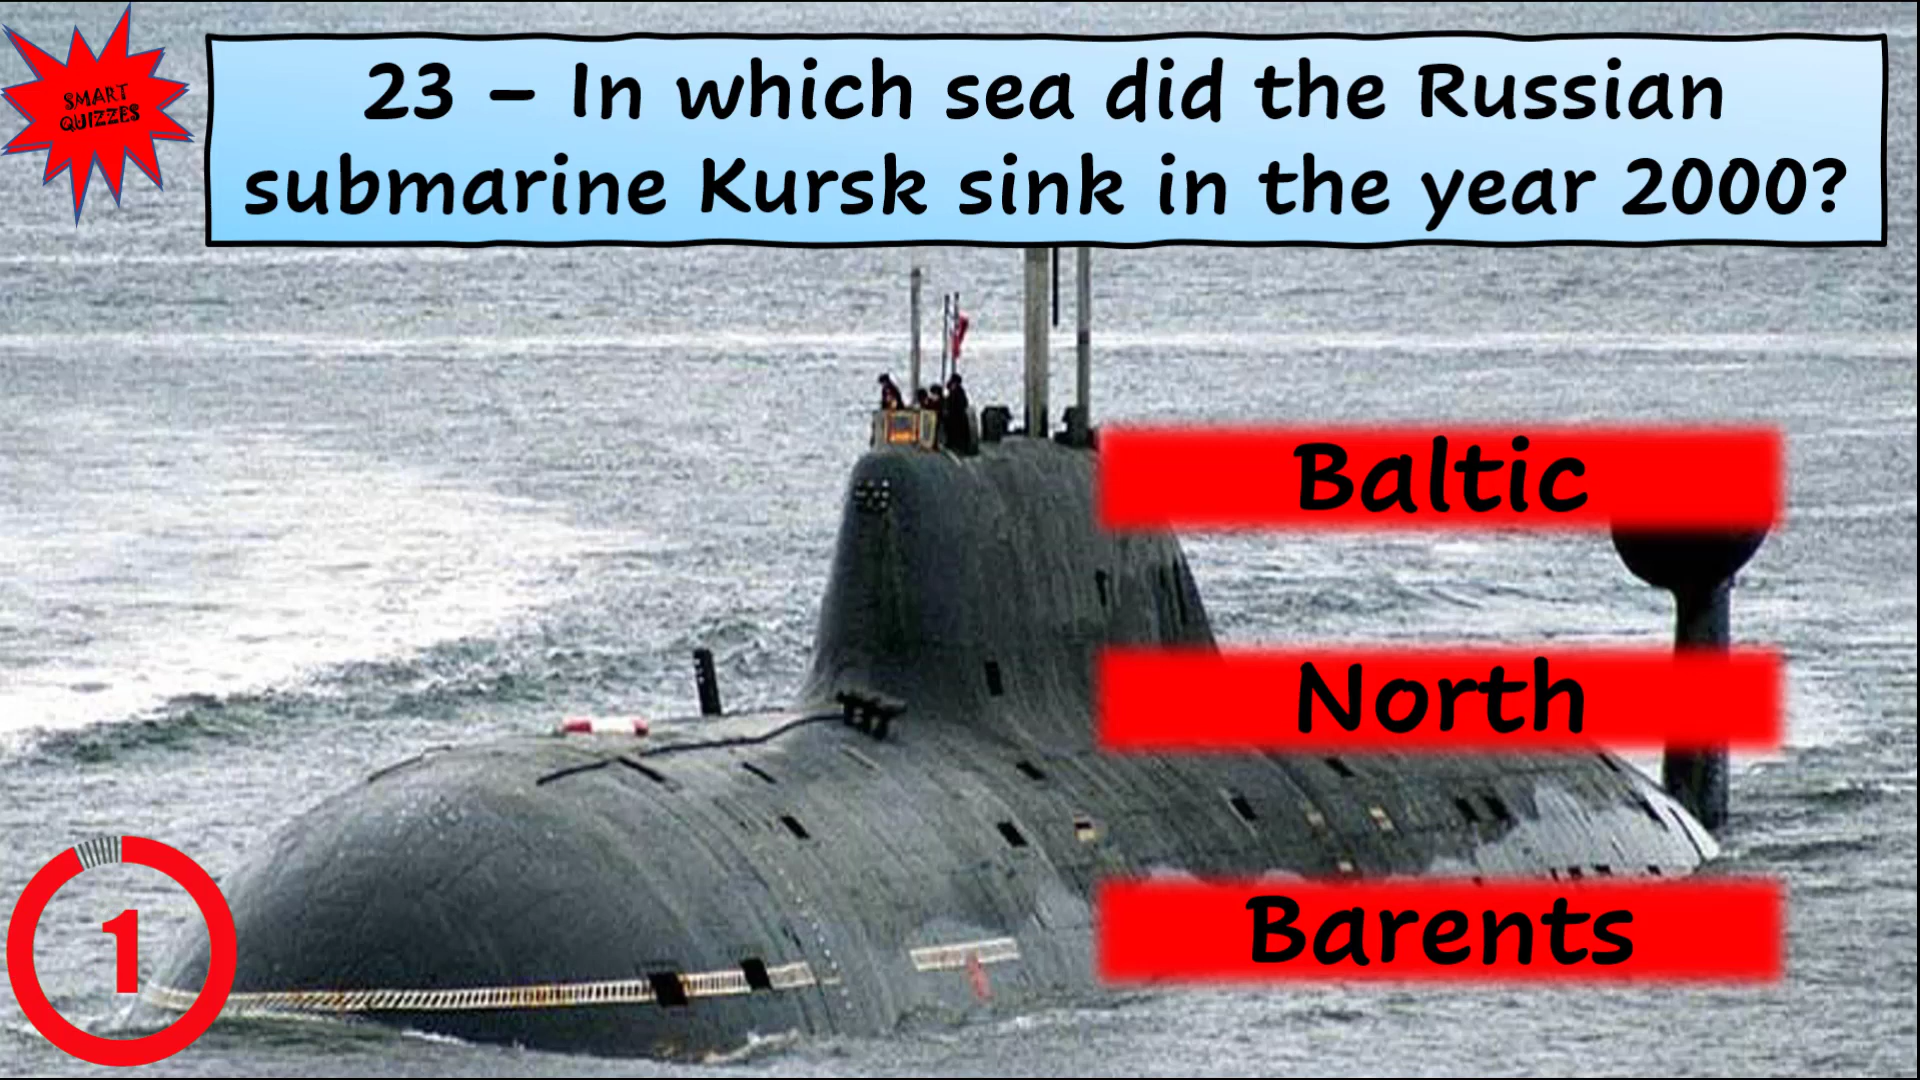 SMART
QUIZZES
23 – In which sea did the Russian
submarine Kursk sink in the year 2000?
Baltic
North
Barents
1